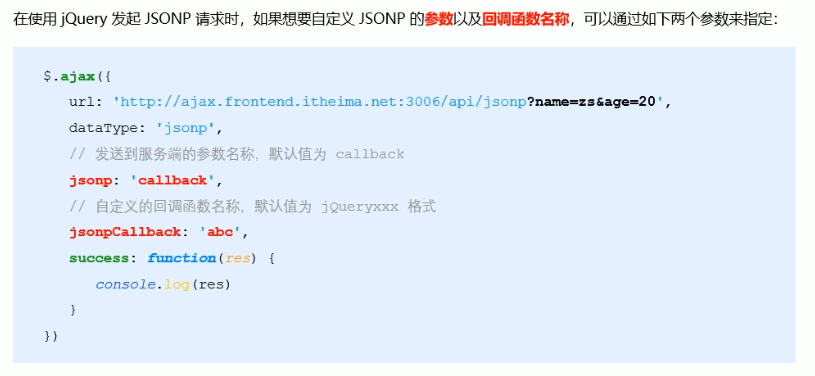 在使用 jQuery 发起 JSONP 请求时，如果想要自定义 JSONP 的参数以及回调函数名称，可以通过如下两个参数来指定：
$.ajax({
url: 'http://ajax.frontend.itheima.net:3006/api/jsonp?name=zs&age=20',
dataType: 'jsonp',
// 发送到服务端的参数名称，默认值为 callback
jsonp: 'callback',
// 自定义的回调函数名称，默认值为 jQueryxxx 格式
jsonpCallback: 'abc',
success: function(res) {
console.log(res)
}
})